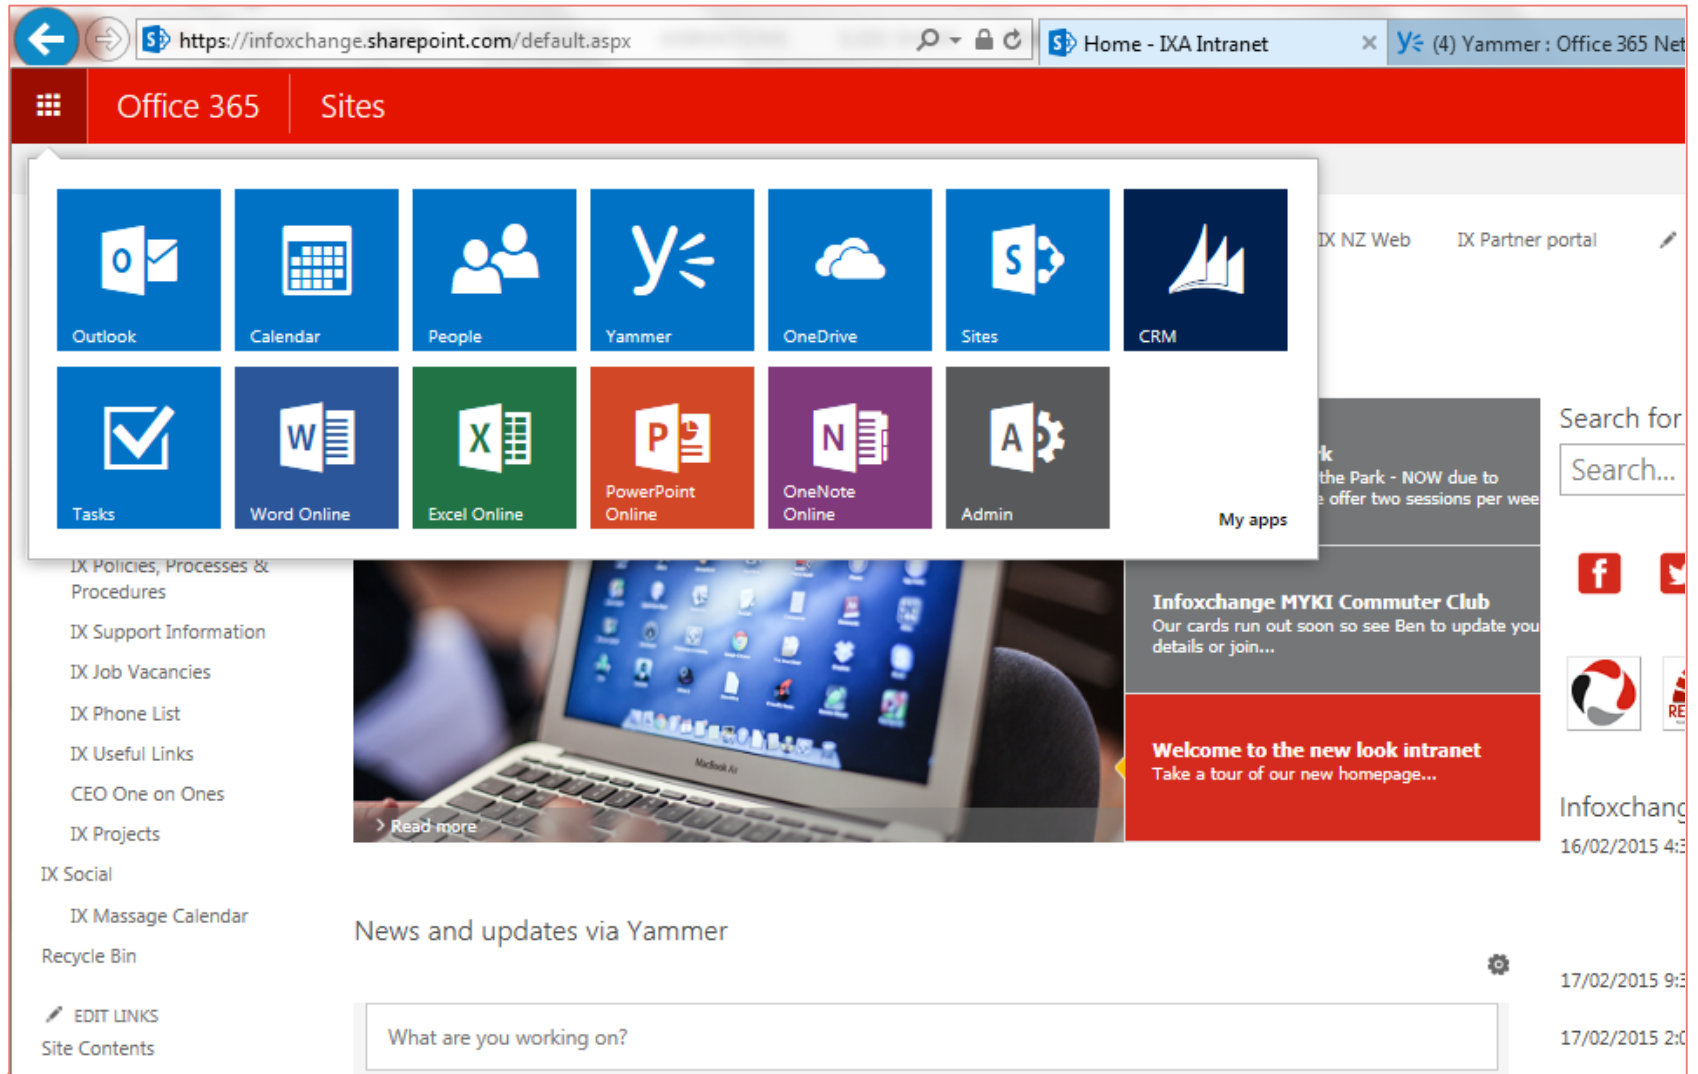 https://infoxchange.sharepoint.com/default.aspx
Home - IXA Intranet
(4) Yammer : Office 365 Net
Office 365
Sites
Outlook
Calendar
People
Yammer
OneDrive
Sites
CRM
Tasks
Word Online
Excel Online
PowerPoint
Online
OneNote
Online
Admin
My apps
IX NZ Web
IX Partner portal
the Park - NOW due to
offer two sessions per wee
Search for
Search...
IX Policies, Processes &
Procedures
IX Support Information
IX Job Vacancies
IX Phone List
IX Useful Links
CEO One on Ones
IX Projects
IX Social
IX Massage Calendar
Recycle Bin
EDIT LINKS
Site Contents
MacBook Air
Read more
Infoxchange MYKI Commuter Club
Our cards run out soon so see Ben to update you
details or join...
Welcome to the new look intranet
Take a tour of our new homepage...
Infoxchang
16/02/2015 4:3
17/02/2015 9:3
17/02/2015 2:0
News and updates via Yammer
What are you working on?